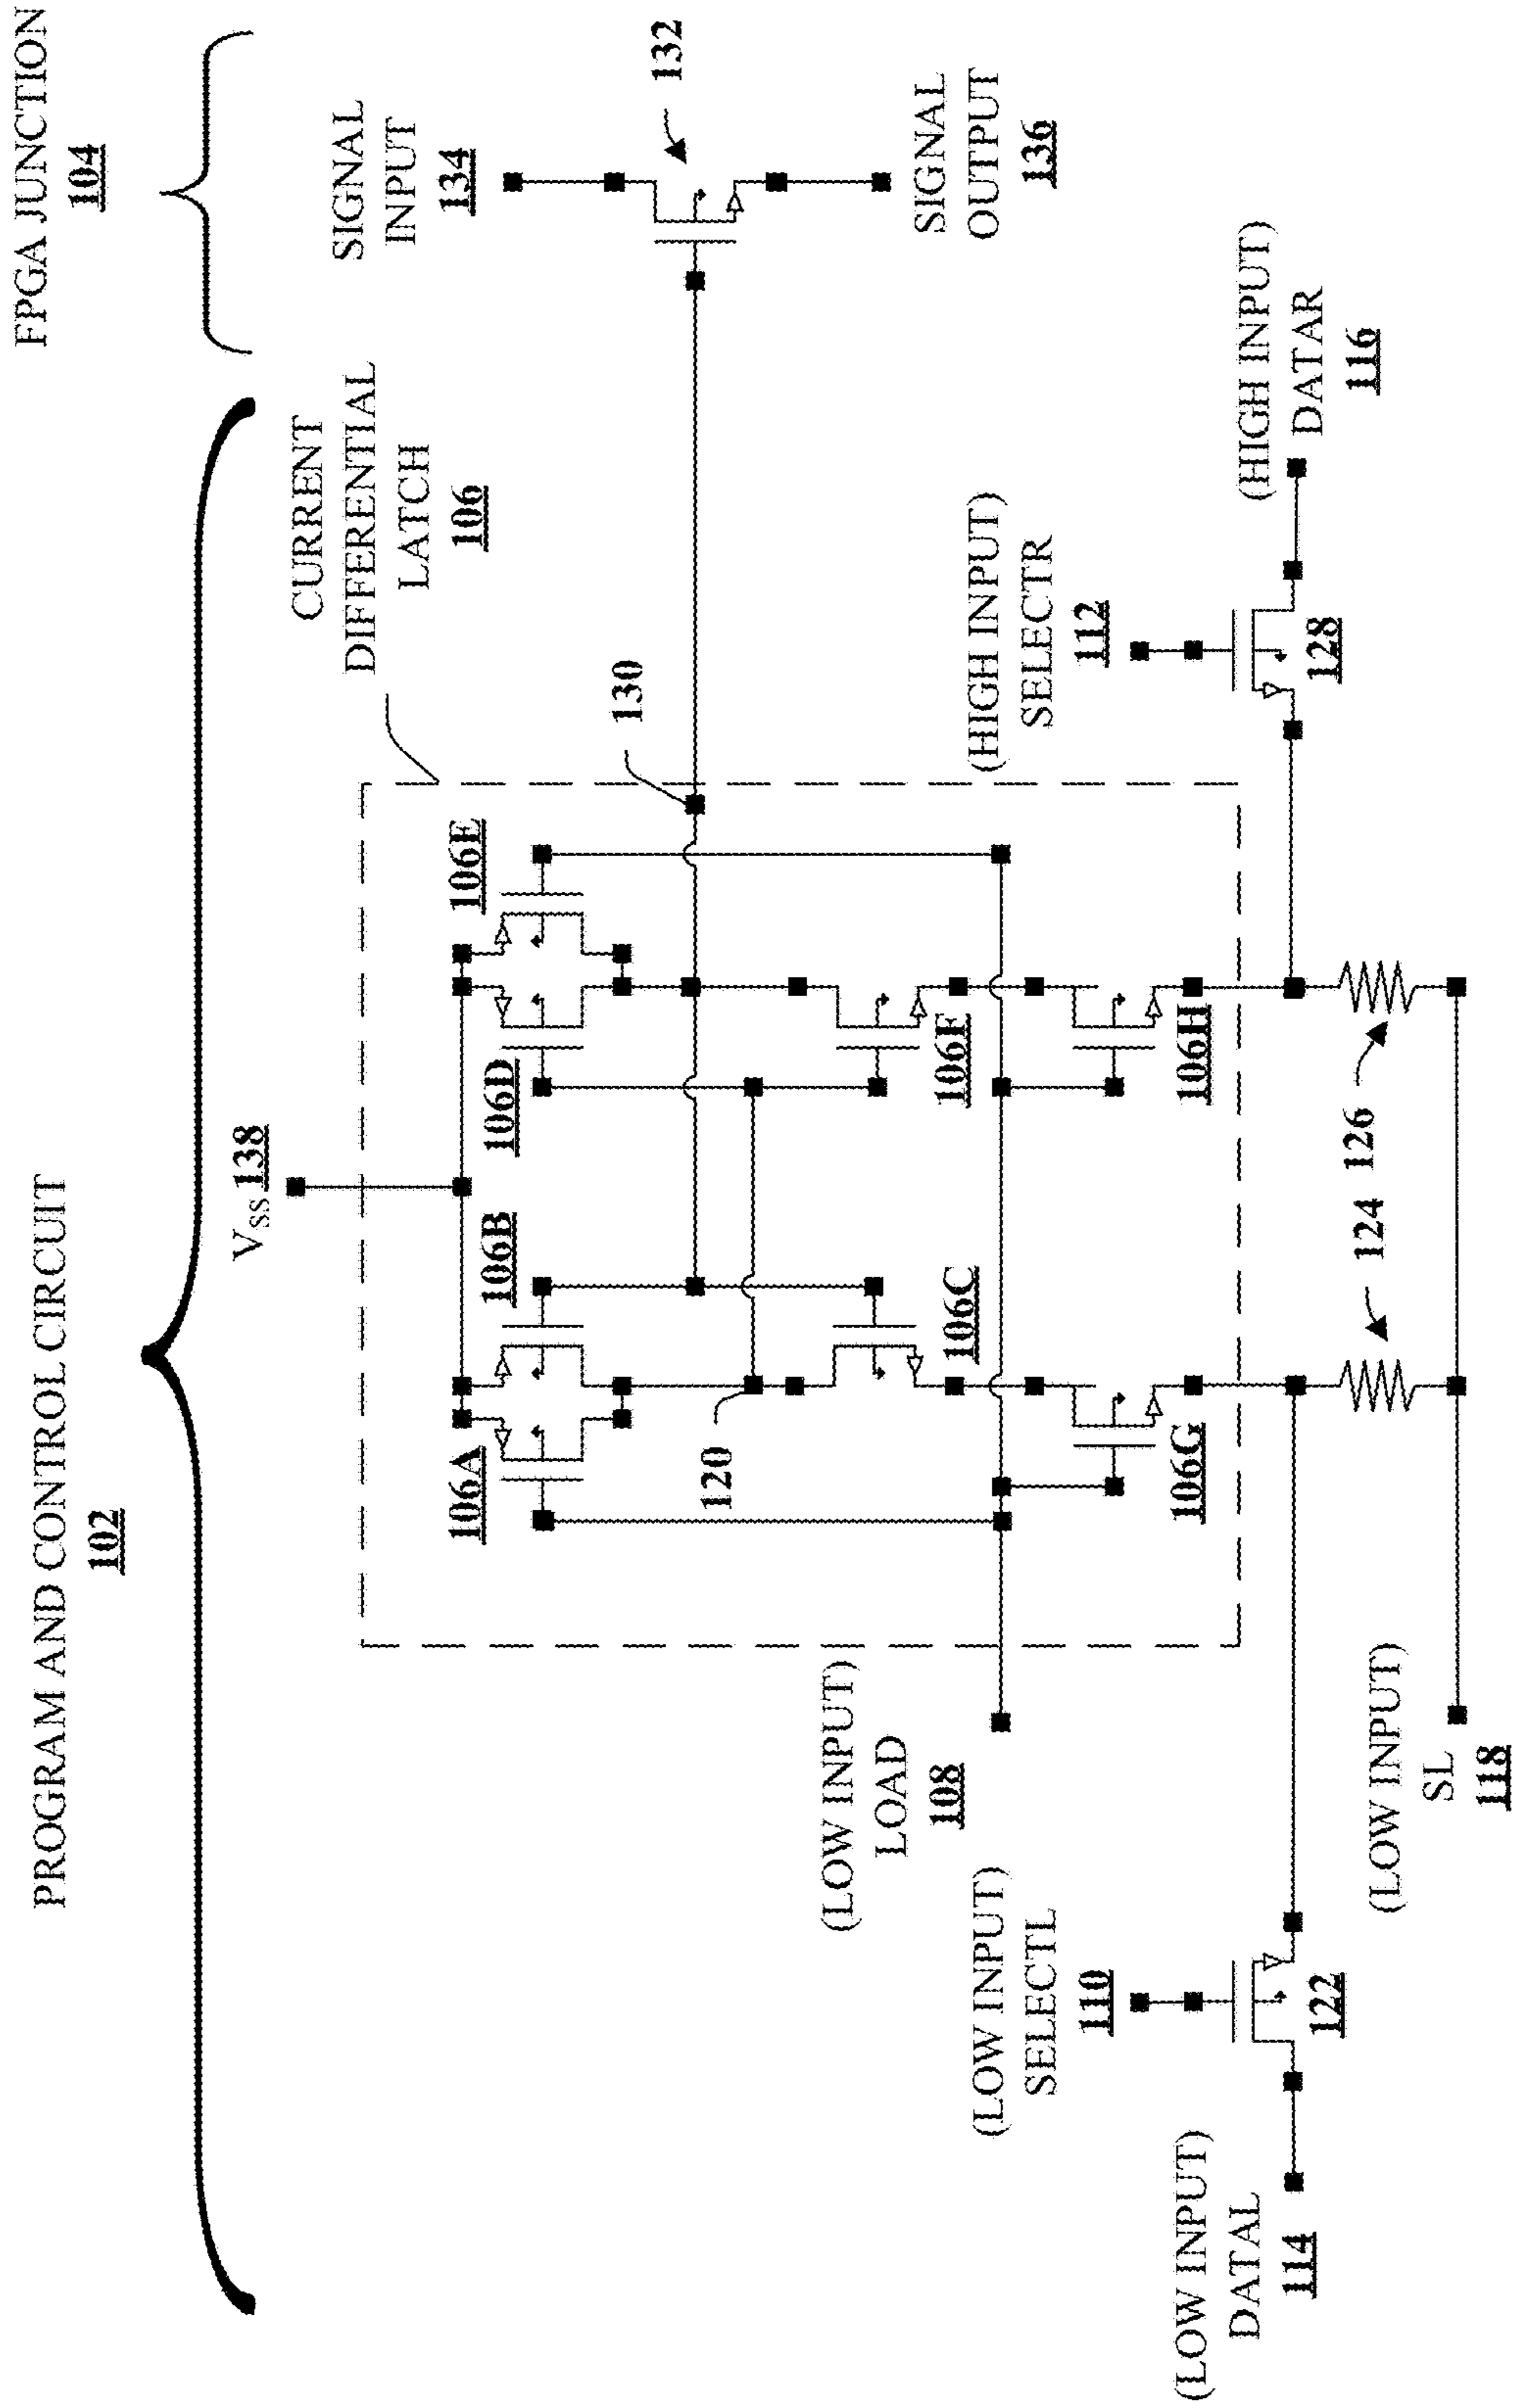 PROGRAM AND CONTROL CIRCUIT
102
FPGA JUNCTION
104
VSS 138
CURRENT
DIFFERENTIAL
LATCH
106
SIGNAL
INPUT
134
132
SIGNAL
OUTPUT
136
106A
106B
106D
106E
130
120
106C
106F
106G
106H
(LOW INPUT)
LOAD
108
(LOW INPUT)
SELECTL
110
(HIGH INPUT)
SELECTR
112
(LOW INPUT)
DATAL
114
122
(HIGH INPUT)
DATAR
116
128
124
126
(LOW INPUT)
SL
118